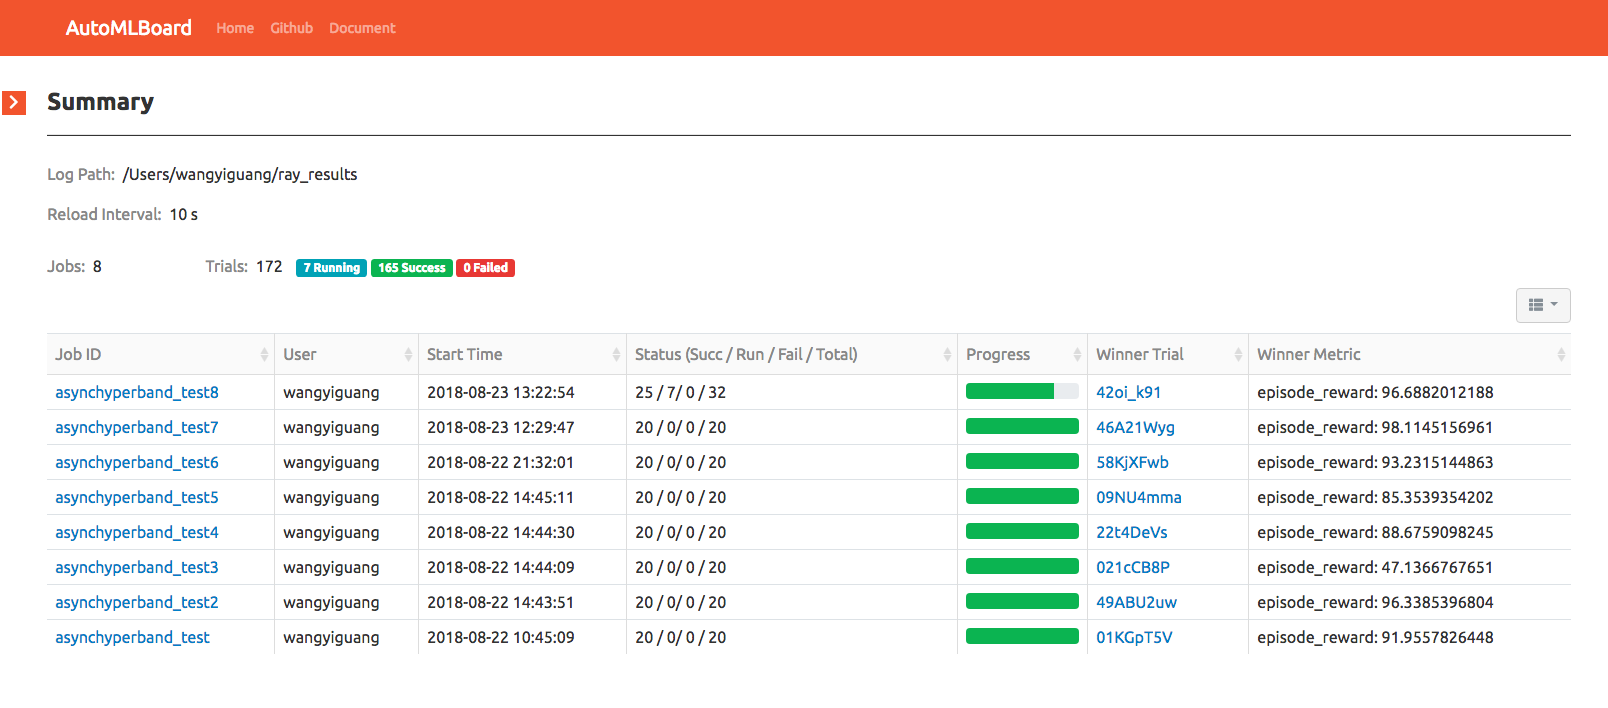 AutoMLBoard Home Github Document
Summary
Log Path: /Users/wangyiguang/ray_results
Reload Interval: 10 s
Jobs: 8 Trials: 172 7 Running 165 Success 0 Failed
Job ID User Start Time Status (Succ / Run / Fail / Total) Progress Winner Trial Winner Metric
asynchyperband_test8 wangyiguang 2018-08-23 13:22:54 25 / 7/ 0 / 32 42oi_k91 episode_reward: 96.6882012188
asynchyperband_test7 wangyiguang 2018-08-23 12:29:47 20 / 0/ 0 / 20 46A21Wyg episode_reward: 98.1145156961
asynchyperband_test6 wangyiguang 2018-08-22 21:32:01 20 / 0/ 0 / 20 58KjXFwb episode_reward: 93.2315144863
asynchyperband_test5 wangyiguang 2018-08-22 14:45:11 20 / 0/ 0 / 20 09NU4mma episode_reward: 85.3539354202
asynchyperband_test4 wangyiguang 2018-08-22 14:44:30 20 / 0/ 0 / 20 22t4DeVs episode_reward: 88.6759098245
asynchyperband_test3 wangyiguang 2018-08-22 14:44:09 20 / 0/ 0 / 20 021cCB8P episode_reward: 47.1366767651
asynchyperband_test2 wangyiguang 2018-08-22 14:43:51 20 / 0/ 0 / 20 49ABU2uw episode_reward: 96.3385396804
asynchyperband_test wangyiguang 2018-08-22 10:45:09 20 / 0/ 0 / 20 01KGpT5V episode_reward: 91.9557826448